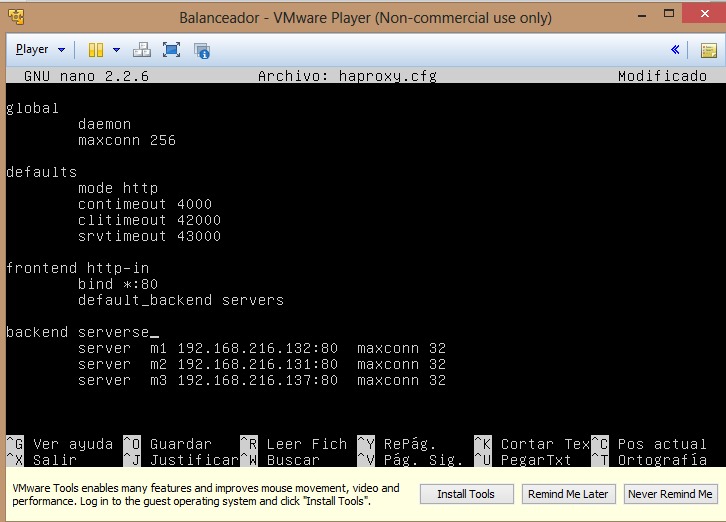 Balanceador - VMware Player (Non-commercial use only)
Player
GNU nano 2.2.6 Archivo: haproxy.cfg Modificado
global
daemon
maxconn 256
defaults
mode http
contimeout 4000
clitimeout 42000
srvtimeout 43000
frontend http-in
bind *:80
default_backend servers
backend serverse_
server m1 192.168.216.132:80 maxconn 32
server m2 192.168.216.131:80 maxconn 32
server m3 192.168.216.137:80 maxconn 32
^G Ver ayuda ^O Guardar ^R Leer Fich ^Y RePág. ^K Cortar Tex ^C Pos actual
^X Salir ^J Justificar ^W Buscar ^V Pág. Sig. ^U PegarTxt ^T Ortografía
VMware Tools enables many features and improves mouse movement, video and
performance. Log in to the guest operating system and click "Install Tools".
Install Tools Remind Me Later Never Remind Me